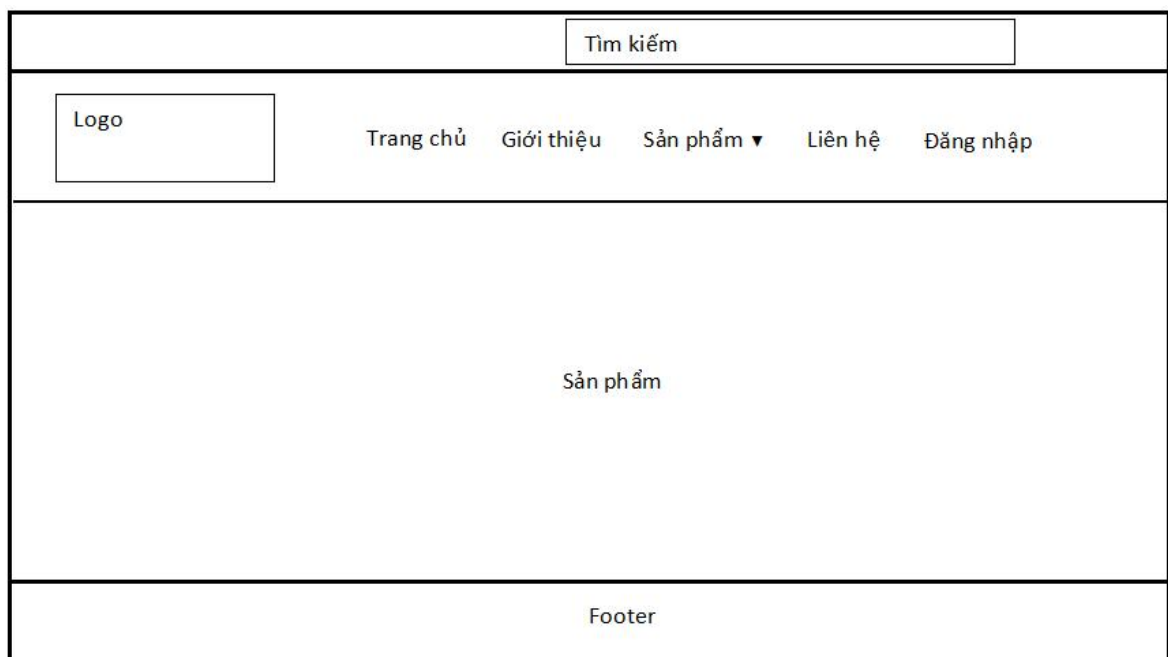 Tìm kiếm
Logo
Trang chủ Giới thiệu Sản phẩm ▾ Liên hệ Đăng nhập
Sản phẩm
Footer